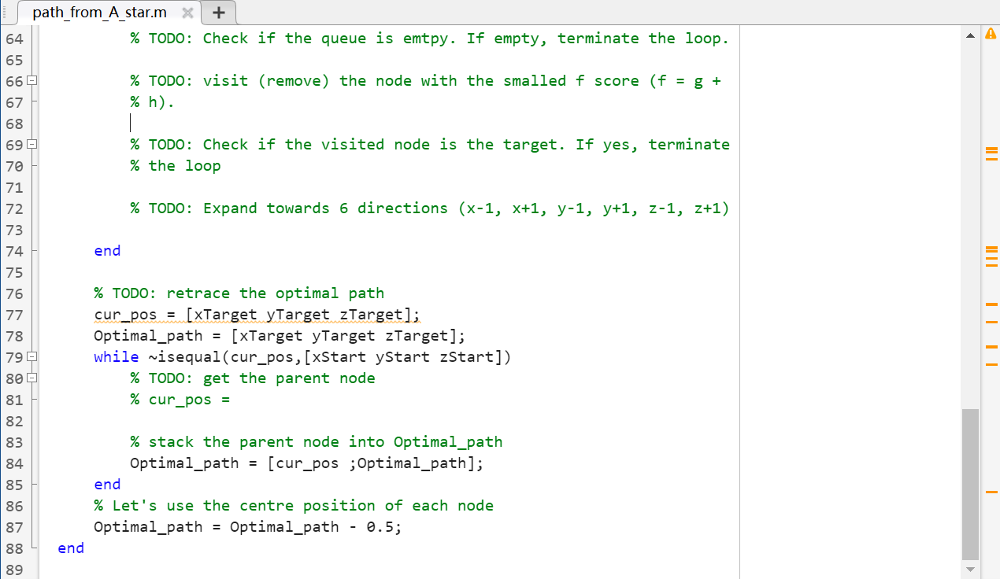 path_from_A_star.m
64 % TODO: Check if the queue is emtpy. If empty, terminate the loop.
65
66 % TODO: visit (remove) the node with the smalled f score (f = g +
67 % h).
68
69 % TODO: Check if the visited node is the target. If yes, terminate
70 % the loop
71
72 % TODO: Expand towards 6 directions (x-1, x+1, y-1, y+1, z-1, z+1)
73
74 end
75
76 % TODO: retrace the optimal path
77 cur_pos = [xTarget yTarget zTarget];
78 Optimal_path = [xTarget yTarget zTarget];
79 while ~isequal(cur_pos,[xStart yStart zStart])
80 % TODO: get the parent node
81 % cur_pos =
82
83 % stack the parent node into Optimal_path
84 Optimal_path = [cur_pos ;Optimal_path];
85 end
86 % Let's use the centre position of each node
87 Optimal_path = Optimal_path - 0.5;
88 end
89